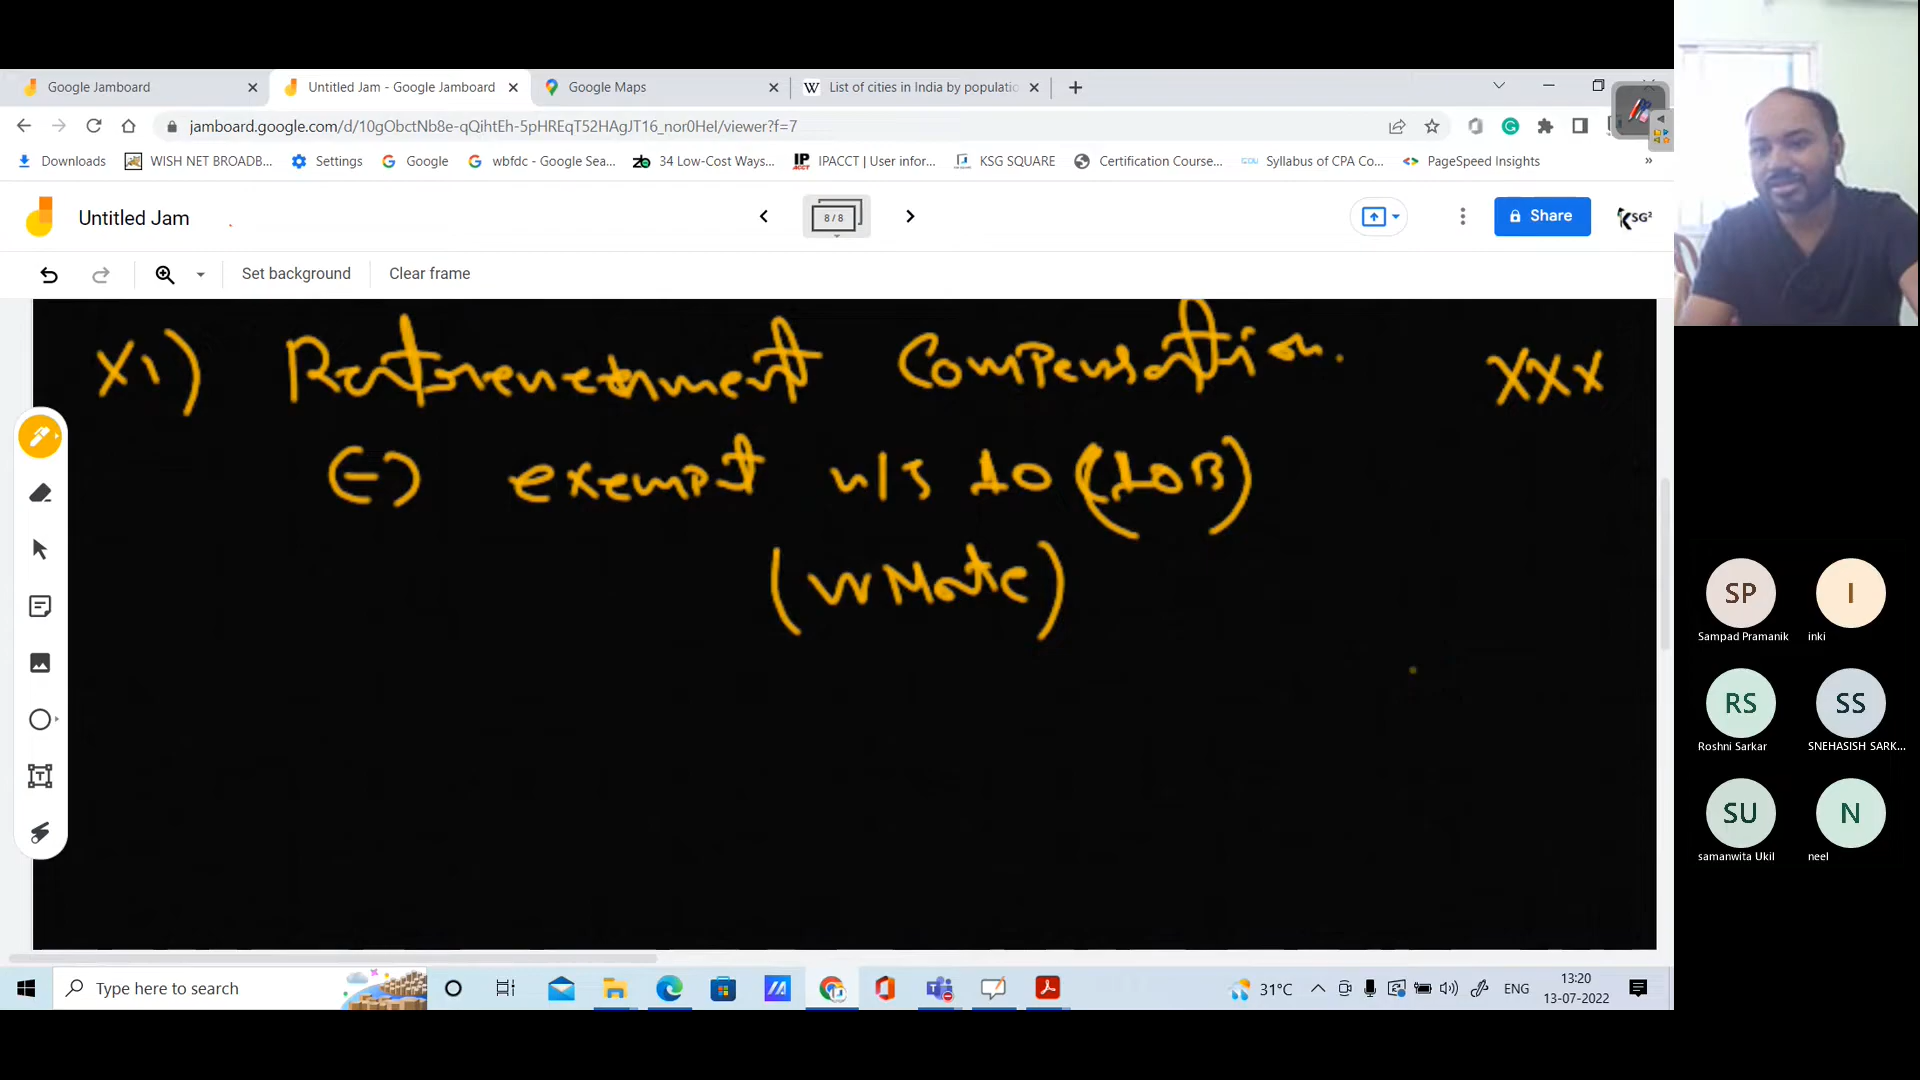 Google Jamboard
Untitled Jam - Google Jamboard
Google Maps
W List of cities in India by populatio
jamboard.google.com/d/10gObctNb8e-qQihtEh-5pHREqT52HAgJT16_nor0HeI/viewer?f=7
Downloads WISH NET BROADB... Settings Google wbfdc - Google Sea... 34 Low-Cost Ways... IPACCT | User infor... KSG SQUARE Certification Course... Syllabus of CPA Co... PageSpeed Insights »
Untitled Jam
8 / 8
Share
KSG²
Set background
Clear frame
XI) Retrenchment Compensation. XXX
(-) exempt u/s 10 (10B)
(W Note)
SP
Sampad Pramanik
I
inki
RS
Roshni Sarkar
SS
SNEHASISH SARK...
SU
samanwita Ukil
N
neel
Type here to search
31°C
ENG
13:20
13-07-2022